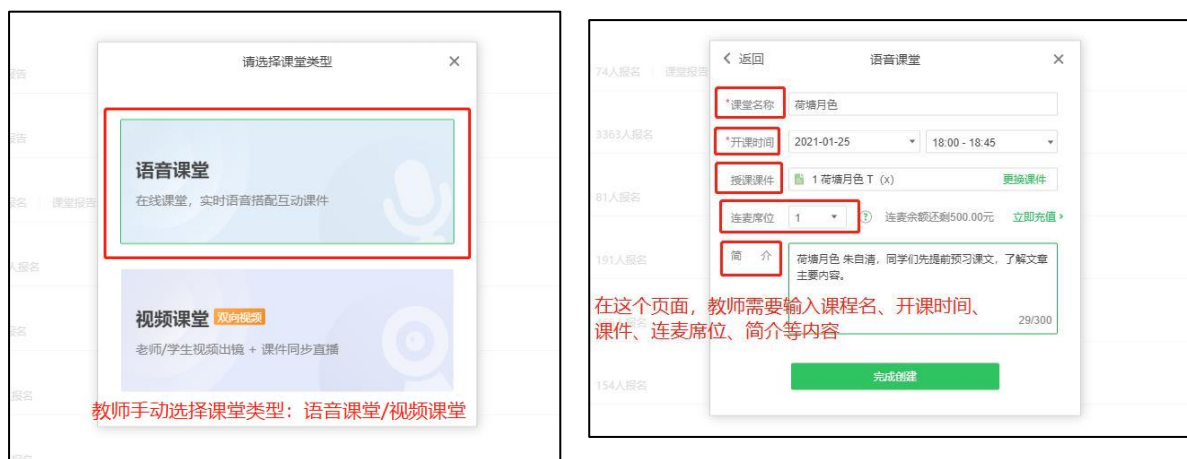 请选择课堂类型
报告
语音课堂
在线课堂，实时语音搭配互动课件
报名 课堂报告
人报名
视频课堂 双向视频
老师/学生视频出镜 + 课件同步直播
教师手动选择课堂类型：语音课堂/视频课堂
返回 语音课堂
74人报名 课堂报告
*课堂名称 荷塘月色
3363人报名
*开课时间 2021-01-25 18:00 - 18:45
授课课件 1 荷塘月色 T (x) 更换课件
81人报名
连麦席位 1 ? 连麦余额还剩500.00元 立即充值
191人报名
简 介 荷塘月色 朱自清，同学们先提前预习课文，了解文章
主要内容。
29/300
在这个页面，教师需要输入课程名、开课时间、
课件、连麦席位、简介等内容
完成创建
154人报名